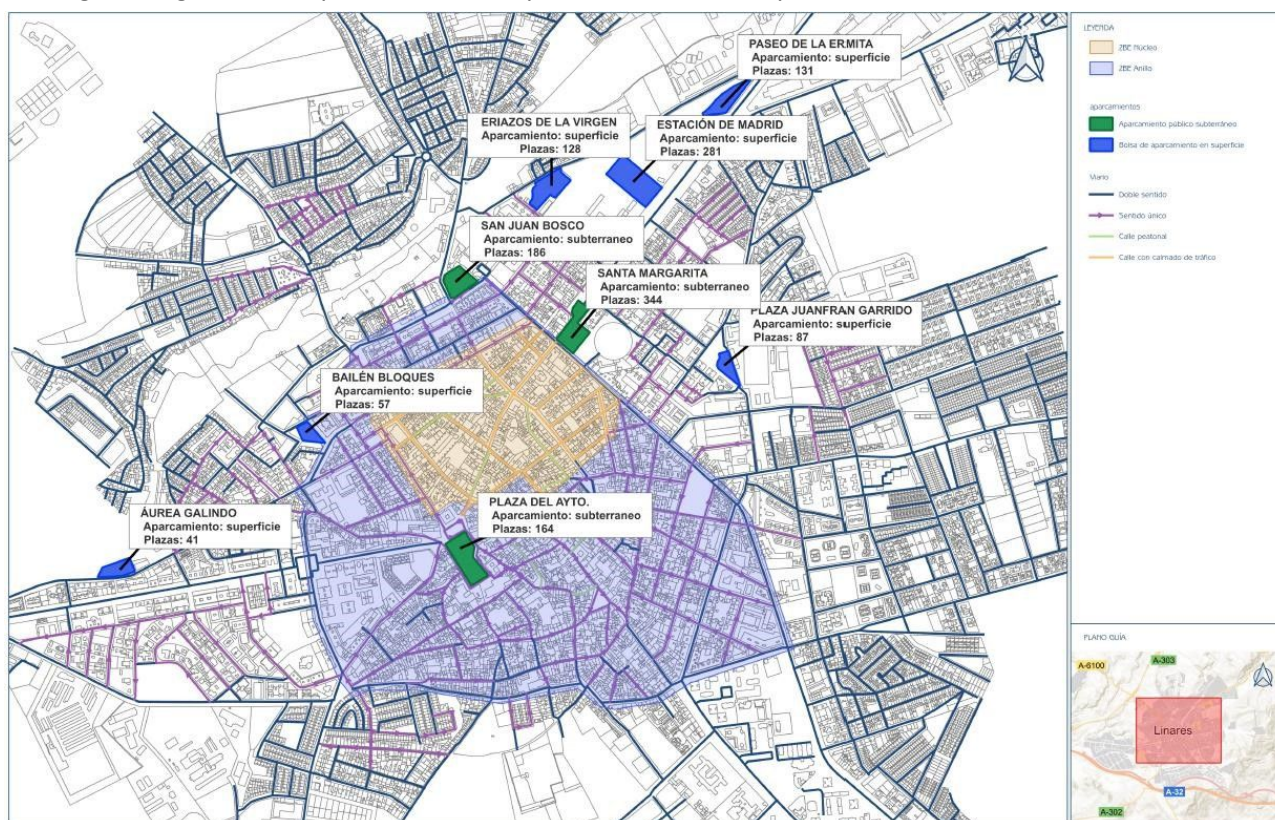 PASEO DE LA ERMITA
Aparcamiento: superficie
Plazas: 131
ERIAZOS DE LA VIRGEN
Aparcamiento: superficie
Plazas: 128
ESTACIÓN DE MADRID
Aparcamiento: superficie
Plazas: 281
SAN JUAN BOSCO
Aparcamiento: subterraneo
Plazas: 186
SANTA MARGARITA
Aparcamiento: subterraneo
Plazas: 344
PLAZA JUANFRAN GARRIDO
Aparcamiento: superficie
Plazas: 87
BAILÉN BLOQUES
Aparcamiento: superficie
Plazas: 57
PLAZA DEL AYTO.
Aparcamiento: subterraneo
Plazas: 164
ÁUREA GALINDO
Aparcamiento: superficie
Plazas: 41
LEYENDA
ZBE Núcleo
ZBE Anillo
aparcamientos
Aparcamiento público subterráneo
Bolsa de aparcamiento en superficie
Viario
Doble sentido
Sentido único
Calle peatonal
Calle con calmado de tráfico
PLANO GUÍA
A-6100
A-303
Linares
A-32
A-302